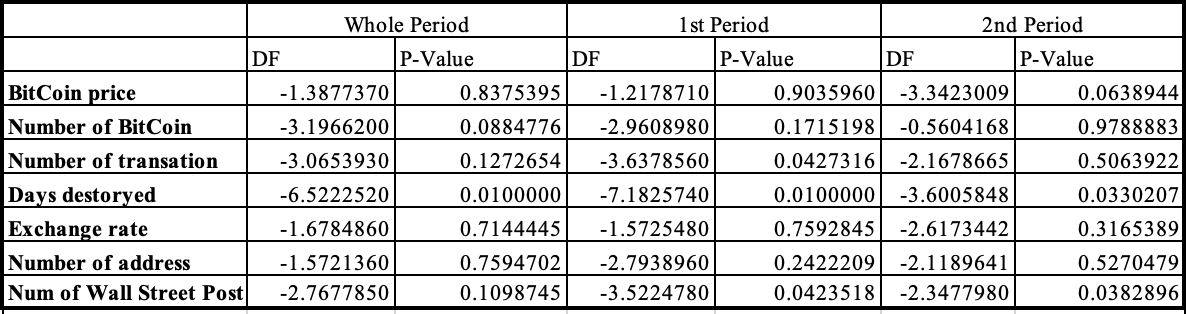 Whole Period 1st Period 2nd Period
DF P-Value DF P-Value DF P-Value
BitCoin price -1.3877370 0.8375395 -1.2178710 0.9035960 -3.3423009 0.0638944
Number of BitCoin -3.1966200 0.0884776 -2.9608980 0.1715198 -0.5604168 0.9788883
Number of transation -3.0653930 0.1272654 -3.6378560 0.0427316 -2.1678665 0.5063922
Days destoryed -6.5222520 0.0100000 -7.1825740 0.0100000 -3.6005848 0.0330207
Exchange rate -1.6784860 0.7144445 -1.5725480 0.7592845 -2.6173442 0.3165389
Number of address -1.5721360 0.7594702 -2.7938960 0.2422209 -2.1189641 0.5270479
Num of Wall Street Post -2.7677850 0.1098745 -3.5224780 0.0423518 -2.3477980 0.0382896